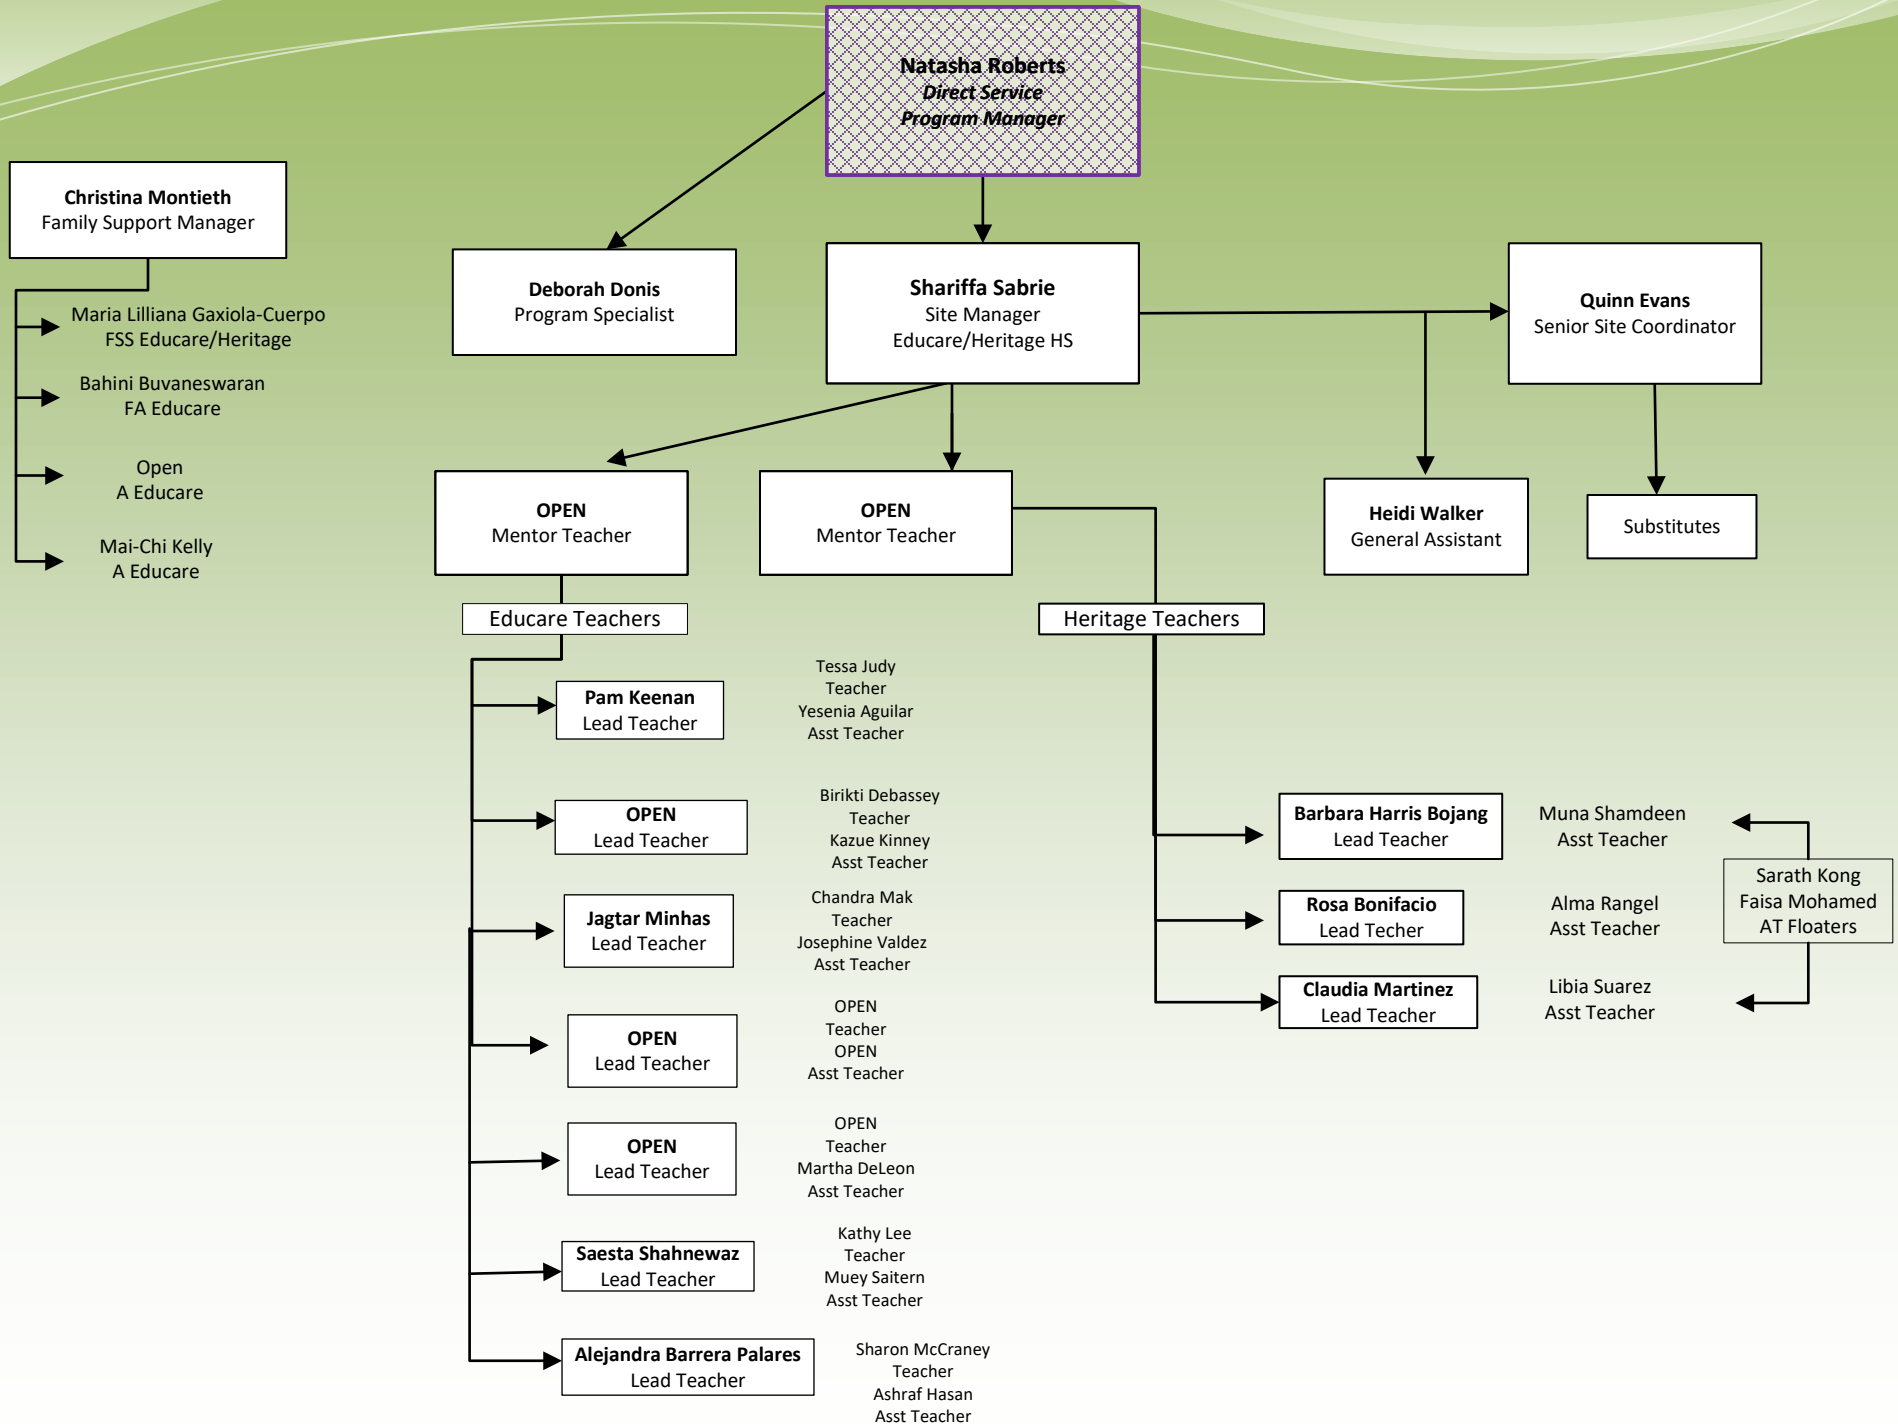 Natasha Roberts
Direct Service
Program Manager
Christina Montieth
Family Support Manager
Maria Lilliana Gaxiola-Cuerpo
FSS Educare/Heritage
Bahini Buvaneswaran
FA Educare
Open
A Educare
Mai-Chi Kelly
A Educare
Deborah Donis
Program Specialist
Shariffa Sabrie
Site Manager
Educare/Heritage HS
Quinn Evans
Senior Site Coordinator
OPEN
Mentor Teacher
OPEN
Mentor Teacher
Heidi Walker
General Assistant
Substitutes
Educare Teachers
Pam Keenan
Lead Teacher
Tessa Judy
Teacher
Yesenia Aguilar
Asst Teacher
OPEN
Lead Teacher
Birikti Debassey
Teacher
Kazue Kinney
Asst Teacher
Jagtar Minhas
Lead Teacher
Chandra Mak
Teacher
Josephine Valdez
Asst Teacher
OPEN
Lead Teacher
OPEN
Teacher
OPEN
Asst Teacher
OPEN
Lead Teacher
OPEN
Teacher
Martha DeLeon
Asst Teacher
Saesta Shahnewaz
Lead Teacher
Kathy Lee
Teacher
Muey Saitern
Asst Teacher
Alejandra Barrera Palares
Lead Teacher
Sharon McCraney
Teacher
Ashraf Hasan
Asst Teacher
Heritage Teachers
Barbara Harris Bojang
Lead Teacher
Muna Shamdeen
Asst Teacher
Rosa Bonifacio
Lead Techer
Alma Rangel
Asst Teacher
Claudia Martinez
Lead Teacher
Libia Suarez
Asst Teacher
Sarath Kong
Faisa Mohamed
AT Floaters